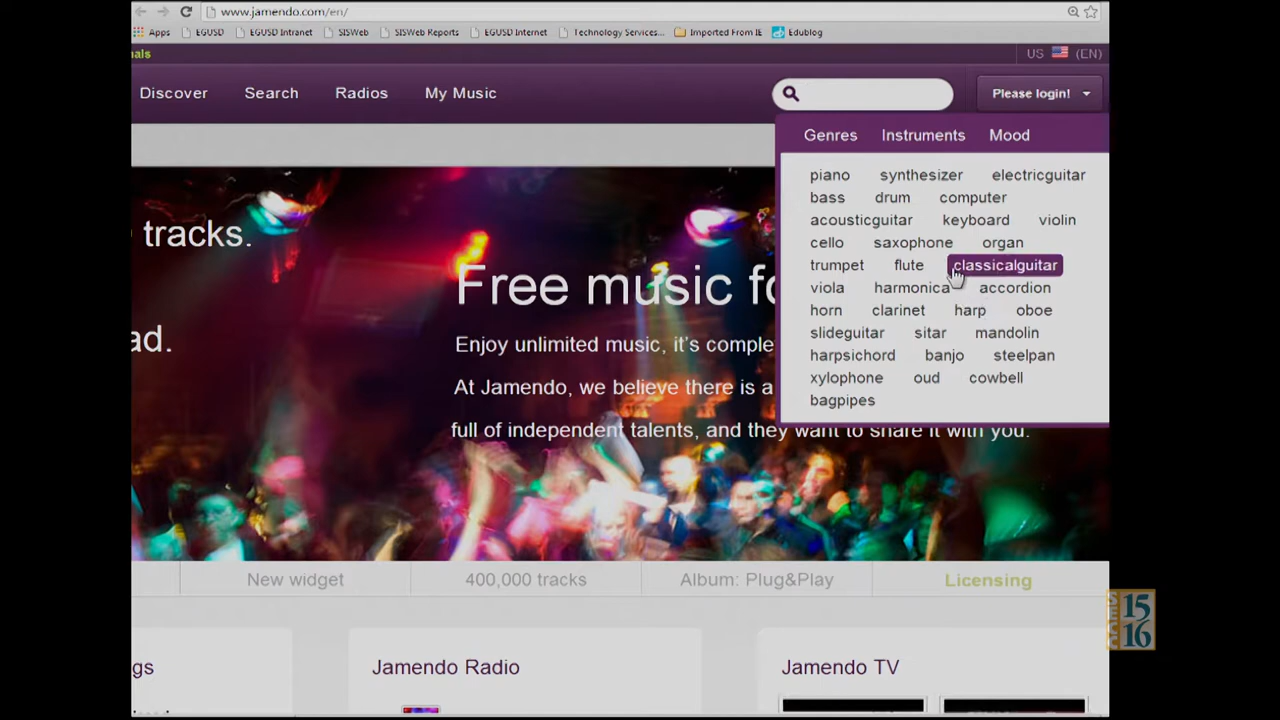 www.jamendo.com/en/
Apps EGUSD EGUSD Intranet SISWeb SISWeb Reports EGUSD Internet Technology Services... Imported From IE Edublog
nals US (EN)
Discover Search Radios My Music Please login!
Genres Instruments Mood
piano synthesizer electricguitar
bass drum computer
acousticguitar keyboard violin
cello saxophone organ
trumpet flute classicalguitar
viola harmonica accordion
horn clarinet harp oboe
slideguitar sitar mandolin
harpsichord banjo steelpan
xylophone oud cowbell
bagpipes
tracks.
ad.
Free music fo
Enjoy unlimited music, it's comple
At Jamendo, we believe there is a
full of independent talents, and they want to share it with you.
New widget 400,000 tracks Album: Plug&Play Licensing
gs Jamendo Radio Jamendo TV
15
16